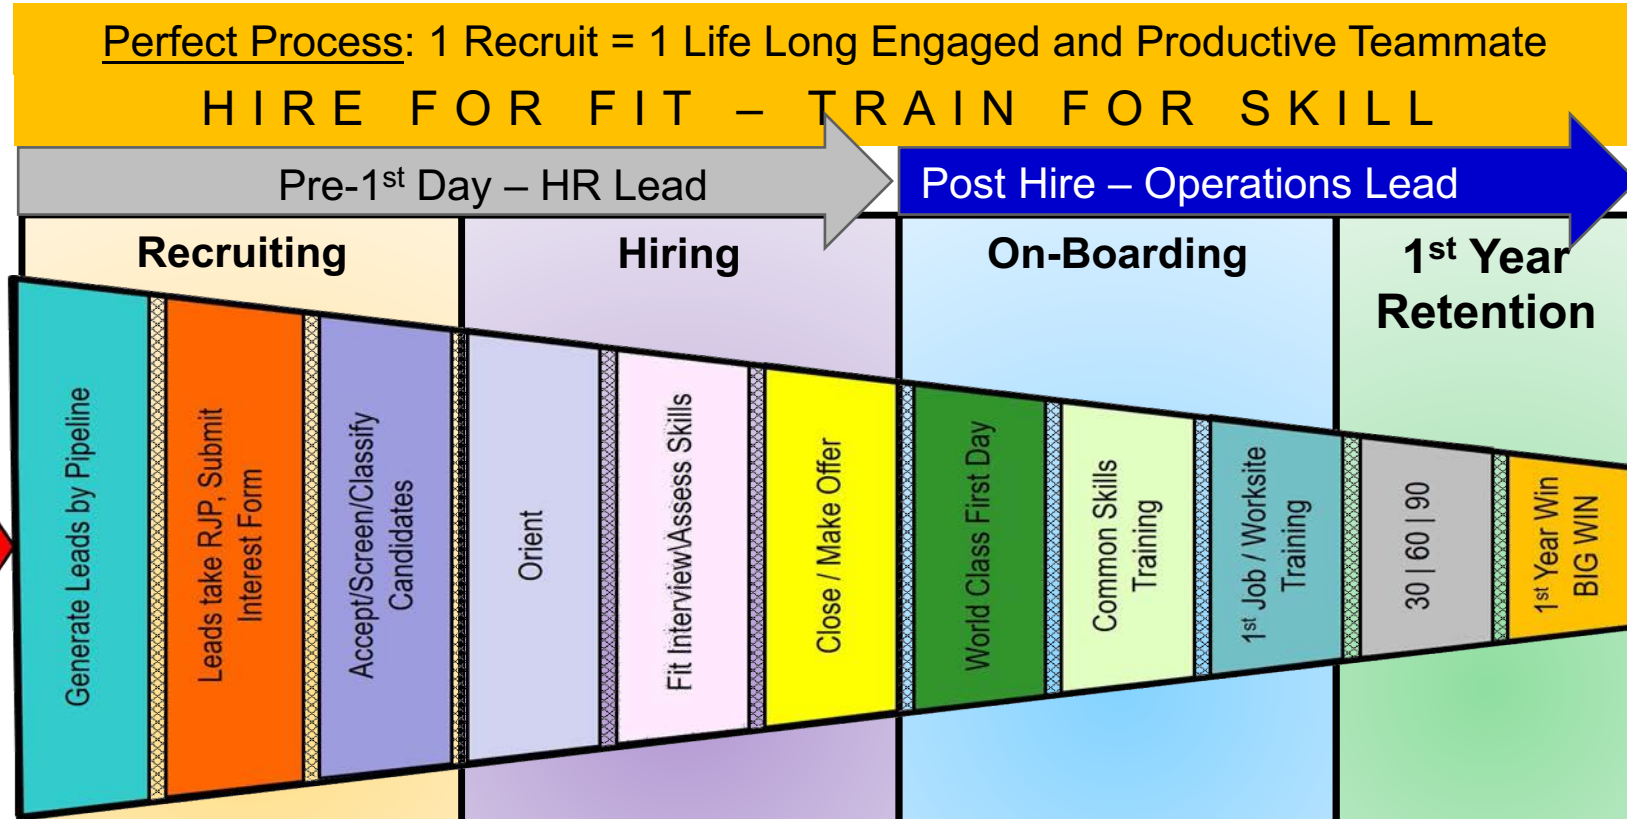 Perfect Process: 1 Recruit = 1 Life Long Engaged and Productive Teammate
HIRE FOR FIT – TRAIN FOR SKILL
Pre-1st Day – HR Lead
Post Hire – Operations Lead
Recruiting
Hiring
On-Boarding
1st Year
Retention
Generate Leads by Pipeline
Leads take RJP, Submit
Interest Form
Accept/Screen/Classify
Candidates
Orient
Fit Interview\Assess Skills
Close / Make Offer
World Class First Day
Common Skills
Training
1st Job / Worksite
Training
30 | 60 | 90
1st Year Win
BIG WIN